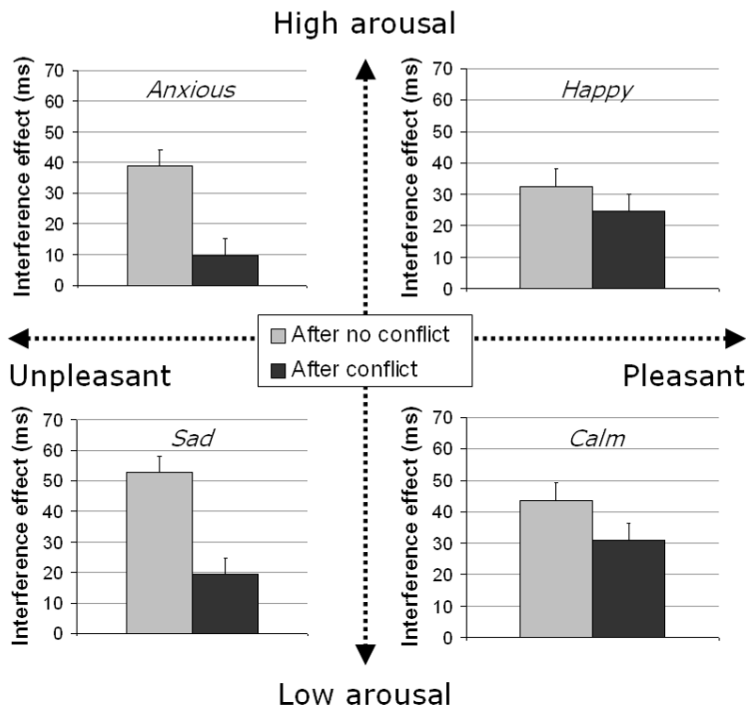 High arousal
Interference effect (ms)
70
60
50
40
30
20
10
0
Anxious
Interference effect (ms)
70
60
50
40
30
20
10
0
Happy
After no conflict
After conflict
Unpleasant
Pleasant
Interference effect (ms)
70
60
50
40
30
20
10
0
Sad
Interference effect (ms)
70
60
50
40
30
20
10
0
Calm
Low arousal